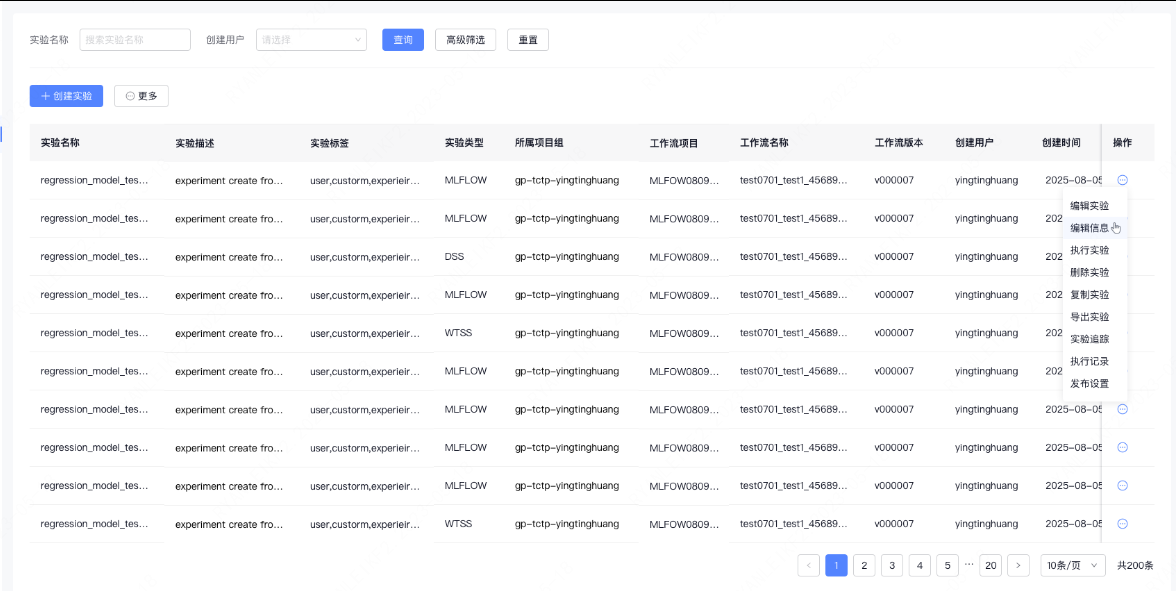 实验名称 搜索实验名称 创建用户 请选择 查询 高级筛选 重置
+ 创建实验 更多
实验名称 实验描述 实验标签 实验类型 所属项目组 工作流项目 工作流名称 工作流版本 创建用户 创建时间 操作
regression_model_tes... experiment create fro... user,custorm,experieir... MLFLOW gp-tctp-yingtinghuang MLFOW0809... test0701_test1_45689... v000007 yingtinghuang 2025-08-05
编辑实验
regression_model_tes... experiment create fro... user,custorm,experieir... MLFLOW gp-tctp-yingtinghuang MLFOW0809... test0701_test1_45689... v000007 yingtinghuang 202
编辑信息
执行实验
regression_model_tes... experiment create fro... user,custorm,experieir... DSS gp-tctp-yingtinghuang MLFOW0809... test0701_test1_45689... v000007 yingtinghuang 202
删除实验
regression_model_tes... experiment create fro... user,custorm,experieir... MLFLOW gp-tctp-yingtinghuang MLFOW0809... test0701_test1_45689... v000007 yingtinghuang 202
复制实验
导出实验
regression_model_tes... experiment create fro... user,custorm,experieir... WTSS gp-tctp-yingtinghuang MLFOW0809... test0701_test1_45689... v000007 yingtinghuang 202
实验追踪
regression_model_tes... experiment create fro... user,custorm,experieir... MLFLOW gp-tctp-yingtinghuang MLFOW0809... test0701_test1_45689... v000007 yingtinghuang 202
执行记录
发布设置
regression_model_tes... experiment create fro... user,custorm,experieir... MLFLOW gp-tctp-yingtinghuang MLFOW0809... test0701_test1_45689... v000007 yingtinghuang 2025-08-05
regression_model_tes... experiment create fro... user,custorm,experieir... MLFLOW gp-tctp-yingtinghuang MLFOW0809... test0701_test1_45689... v000007 yingtinghuang 2025-08-05
regression_model_tes... experiment create fro... user,custorm,experieir... MLFLOW gp-tctp-yingtinghuang MLFOW0809... test0701_test1_45689... v000007 yingtinghuang 2025-08-05
regression_model_tes... experiment create fro... user,custorm,experieir... WTSS gp-tctp-yingtinghuang MLFOW0809... test0701_test1_45689... v000007 yingtinghuang 2025-08-05
< 1 2 3 4 5 ... 20 > 10条/页 共200条